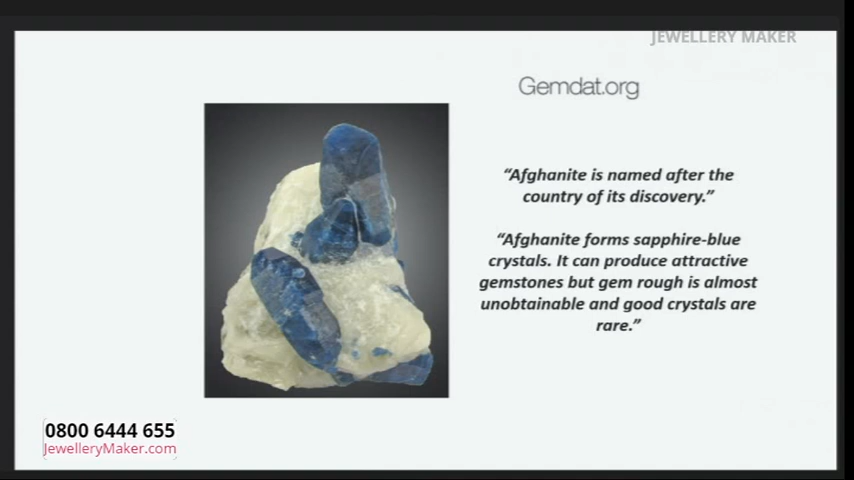 JEWELLERY MAKER
Gemdat.org
“Afghanite is named after the
country of its discovery.”
“Afghanite forms sapphire-blue
crystals. It can produce attractive
gemstones but gem rough is almost
unobtainable and good crystals are
rare.”
0800 6444 655
JewelleryMaker.com